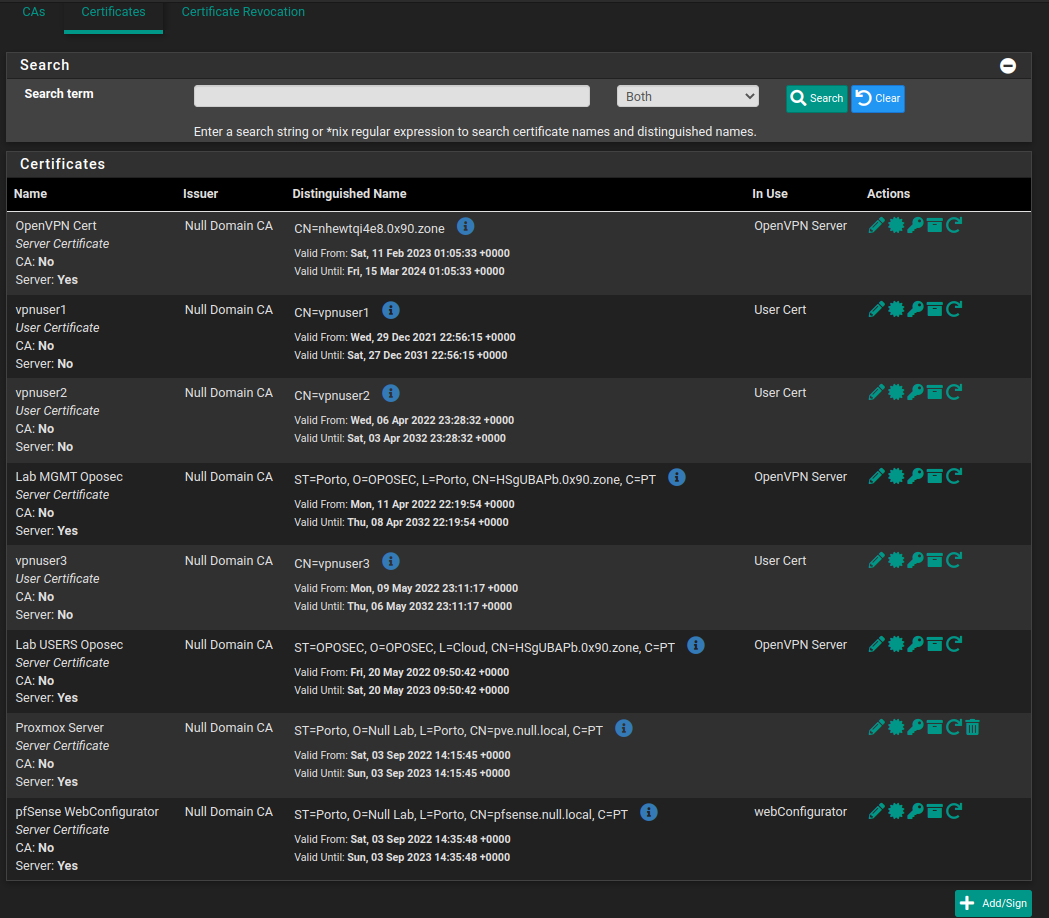 CAs Certificates Certificate Revocation
Search
Search term Both Search Clear
Enter a search string or *nix regular expression to search certificate names and distinguished names.
Certificates
Name Issuer Distinguished Name In Use Actions
OpenVPN Cert Null Domain CA CN=nhewtqi4e8.0x90.zone OpenVPN Server
Server Certificate
Valid From: Sat, 11 Feb 2023 01:05:33 +0000
CA: No
Valid Until: Fri, 15 Mar 2024 01:05:33 +0000
Server: Yes
vpnuser1 Null Domain CA CN=vpnuser1 User Cert
User Certificate
Valid From: Wed, 29 Dec 2021 22:56:15 +0000
CA: No
Valid Until: Sat, 27 Dec 2031 22:56:15 +0000
Server: No
vpnuser2 Null Domain CA CN=vpnuser2 User Cert
User Certificate
Valid From: Wed, 06 Apr 2022 23:28:32 +0000
CA: No
Valid Until: Sat, 03 Apr 2032 23:28:32 +0000
Server: No
Lab MGMT Oposec Null Domain CA ST=Porto, O=OPOSEC, L=Porto, CN=HSgUBAPb.0x90.zone, C=PT OpenVPN Server
Server Certificate
Valid From: Mon, 11 Apr 2022 22:19:54 +0000
CA: No
Valid Until: Thu, 08 Apr 2032 22:19:54 +0000
Server: Yes
vpnuser3 Null Domain CA CN=vpnuser3 User Cert
User Certificate
Valid From: Mon, 09 May 2022 23:11:17 +0000
CA: No
Valid Until: Thu, 06 May 2032 23:11:17 +0000
Server: No
Lab USERS Oposec Null Domain CA ST=OPOSEC, O=OPOSEC, L=Cloud, CN=HSgUBAPb.0x90.zone, C=PT OpenVPN Server
Server Certificate
Valid From: Fri, 20 May 2022 09:50:42 +0000
CA: No
Valid Until: Sat, 20 May 2023 09:50:42 +0000
Server: Yes
Proxmox Server Null Domain CA ST=Porto, O=Null Lab, L=Porto, CN=pve.null.local, C=PT
Server Certificate
Valid From: Sat, 03 Sep 2022 14:15:45 +0000
CA: No
Valid Until: Sun, 03 Sep 2023 14:15:45 +0000
Server: Yes
pfSense WebConfigurator Null Domain CA ST=Porto, O=Null Lab, L=Porto, CN=pfsense.null.local, C=PT webConfigurator
Server Certificate
Valid From: Sat, 03 Sep 2022 14:35:48 +0000
CA: No
Valid Until: Sun, 03 Sep 2023 14:35:48 +0000
Server: Yes
Add/Sign